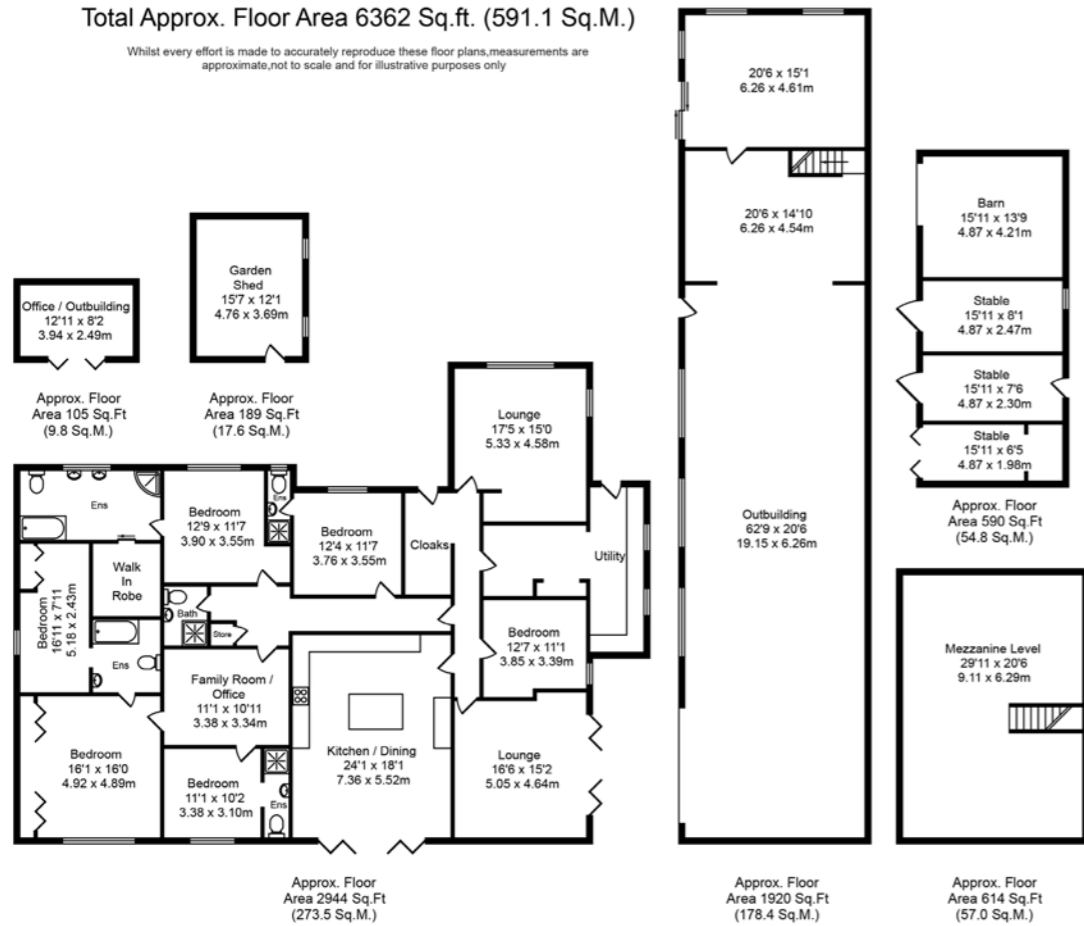 Total Approx. Floor Area 6362 Sq.ft. (591.1 Sq.M.)
Whilst every effort is made to accurately reproduce these floor plans,measurements are
approximate,not to scale and for illustrative purposes only
Office / Outbuilding
12'11 x 8'2
3.94 x 2.49m
Approx. Floor
Area 105 Sq.Ft
(9.8 Sq.M.)
Garden
Shed
15'7 x 12'1
4.76 x 3.69m
Approx. Floor
Area 189 Sq.Ft
(17.6 Sq.M.)
Ens
Bedroom
12'9 x 11'7
3.90 x 3.55m
Ens
Bedroom
12'4 x 11'7
3.76 x 3.55m
Cloaks
Lounge
17'5 x 15'0
5.33 x 4.58m
Utility
Walk
In
Robe
Bedroom
16'11 x 7'11
5.18 x 2.43m
Ens
Bath
Store
Bedroom
12'7 x 11'1
3.85 x 3.39m
Family Room /
Office
11'1 x 10'11
3.38 x 3.34m
Bedroom
16'1 x 16'0
4.92 x 4.89m
Bedroom
11'1 x 10'2
3.38 x 3.10m
Ens
Kitchen / Dining
24'1 x 18'1
7.36 x 5.52m
Lounge
16'6 x 15'2
5.05 x 4.64m
Approx. Floor
Area 2944 Sq.Ft
(273.5 Sq.M.)
20'6 x 15'1
6.26 x 4.61m
20'6 x 14'10
6.26 x 4.54m
Outbuilding
62'9 x 20'6
19.15 x 6.26m
Approx. Floor
Area 1920 Sq.Ft
(178.4 Sq.M.)
Barn
15'11 x 13'9
4.87 x 4.21m
Stable
15'11 x 8'1
4.87 x 2.47m
Stable
15'11 x 7'6
4.87 x 2.30m
Stable
15'11 x 6'5
4.87 x 1.98m
Approx. Floor
Area 590 Sq.Ft
(54.8 Sq.M.)
Mezzanine Level
29'11 x 20'6
9.11 x 6.29m
Approx. Floor
Area 614 Sq.Ft
(57.0 Sq.M.)